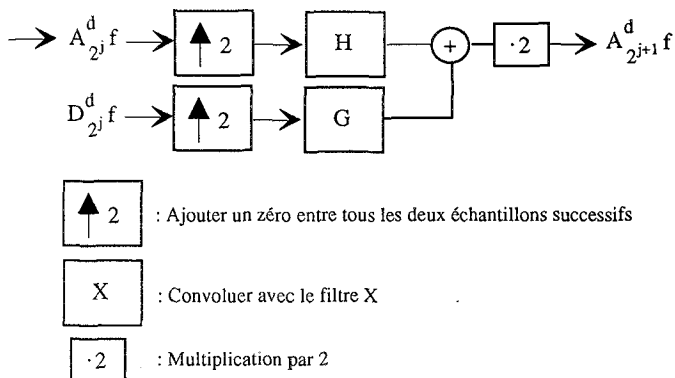 A^d_{2^j} f ↑ 2 H + ·2 A^d_{2^{j+1}} f
D^d_{2^j} f ↑ 2 G
↑ 2 : Ajouter un zéro entre tous les deux échantillons successifs
X : Convoluer avec le filtre X
·2 : Multiplication par 2